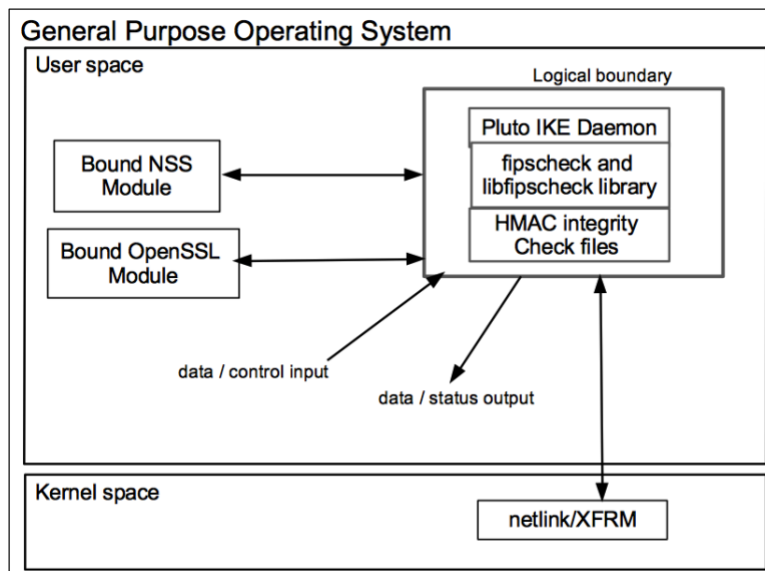 General Purpose Operating System
User space
Logical boundary
Pluto IKE Daemon
fipscheck and
libfipscheck library
HMAC integrity
Check files
Bound NSS
Module
Bound OpenSSL
Module
data / control input
data / status output
Kernel space
netlink/XFRM